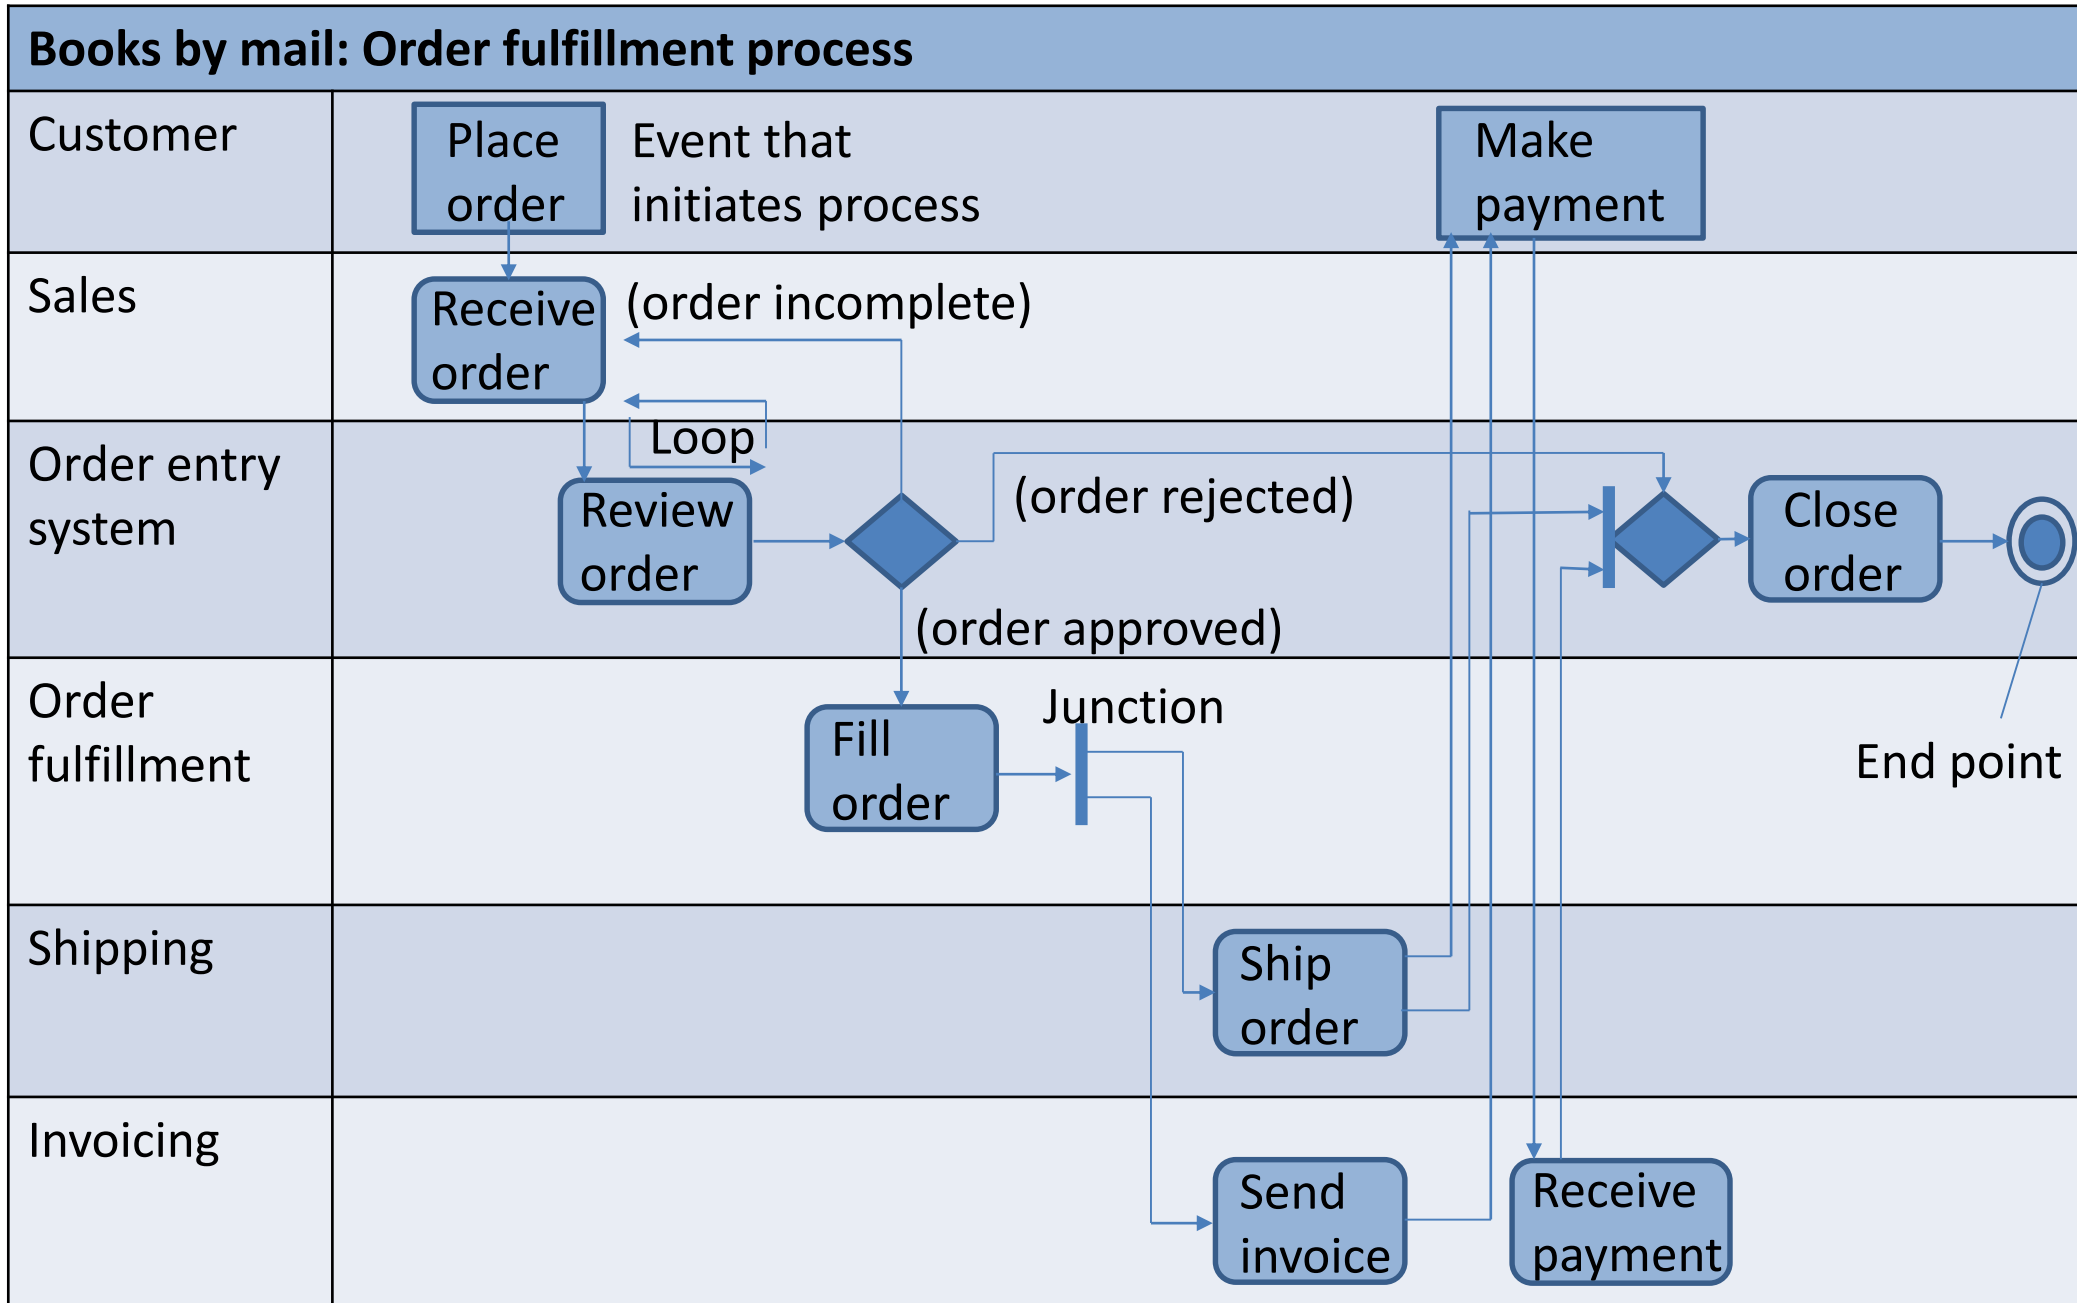 Books by mail: Order fulfillment process
Customer
Place
order
Event that
initiates process
Make
payment
Sales
Receive
order
(order incomplete)
Loop
Order entry
system
Review
order
(order rejected)
Close
order
(order approved)
Order
fulfillment
Fill
order
Junction
End point
Shipping
Ship
order
Invoicing
Send
invoice
Receive
payment